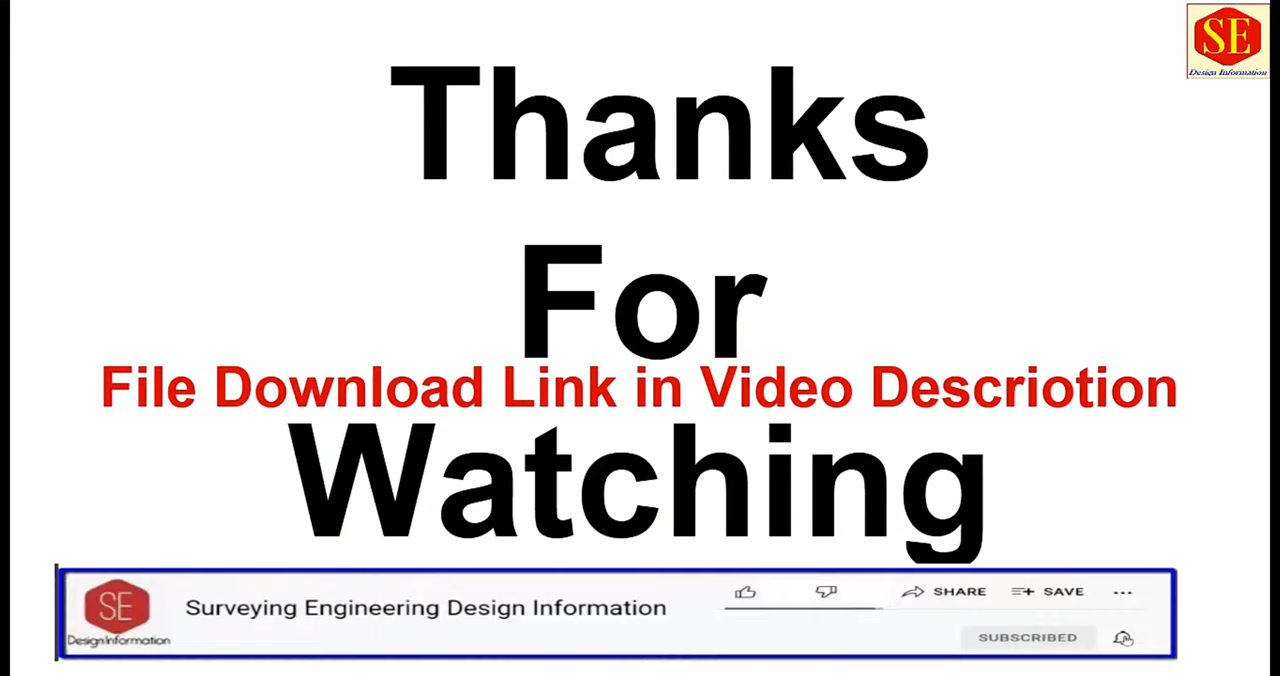 SE
Design Information
Thanks
For
File Download Link in Video Descriotion
Watching
SE
Design Information
Surveying Engineering Design Information
SHARE
SAVE
SUBSCRIBED